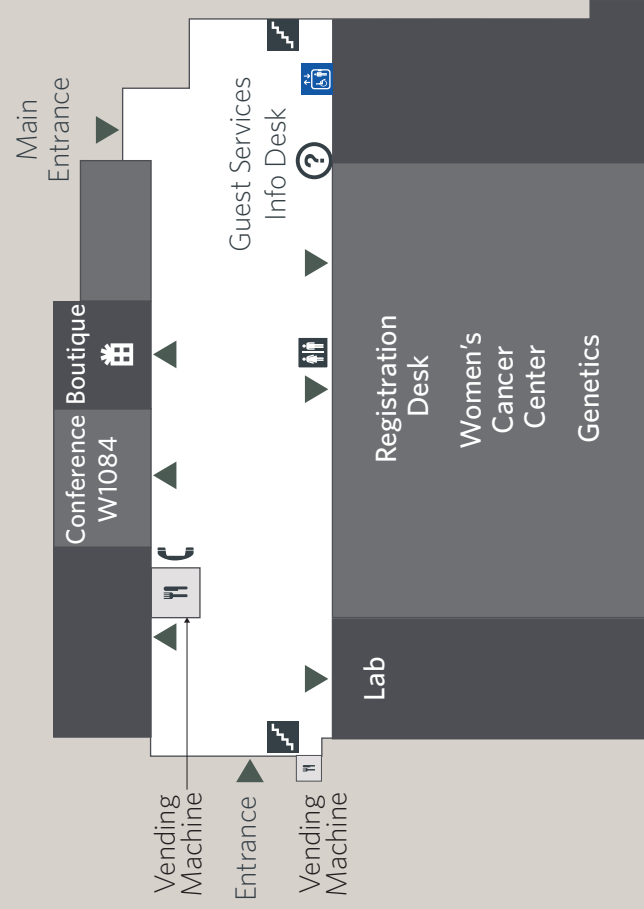 Main
Entrance
Conference
W1084
Boutique
Vending
Machine
Entrance
Guest Services
Info Desk
?
Vending
Machine
Lab
Registration
Desk
Women's
Cancer
Center
Genetics